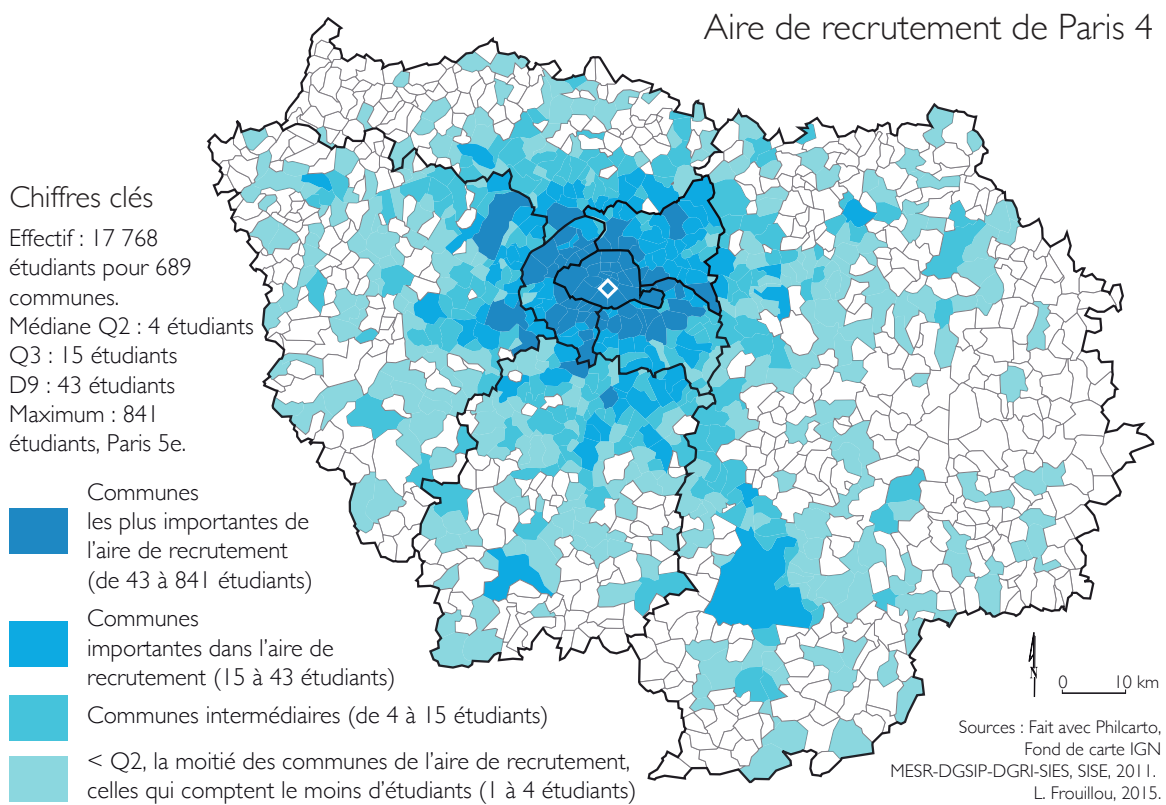 Aire de recrutement de Paris 4
Chiffres clés
Effectif : 17 768
étudiants pour 689
communes.
Médiane Q2 : 4 étudiants
Q3 : 15 étudiants
D9 : 43 étudiants
Maximum : 841
étudiants, Paris 5e.
Communes
les plus importantes de
l'aire de recrutement
(de 43 à 841 étudiants)
Communes
importantes dans l'aire de
recrutement (15 à 43 étudiants)
Communes intermédiaires (de 4 à 15 étudiants)
< Q2, la moitié des communes de l'aire de recrutement,
celles qui comptent le moins d'étudiants (1 à 4 étudiants)
N
0 10 km
Sources : Fait avec Philcarto,
Fond de carte IGN
MESR-DGSIP-DGRI-SIES, SISE, 2011.
L. Frouillou, 2015.